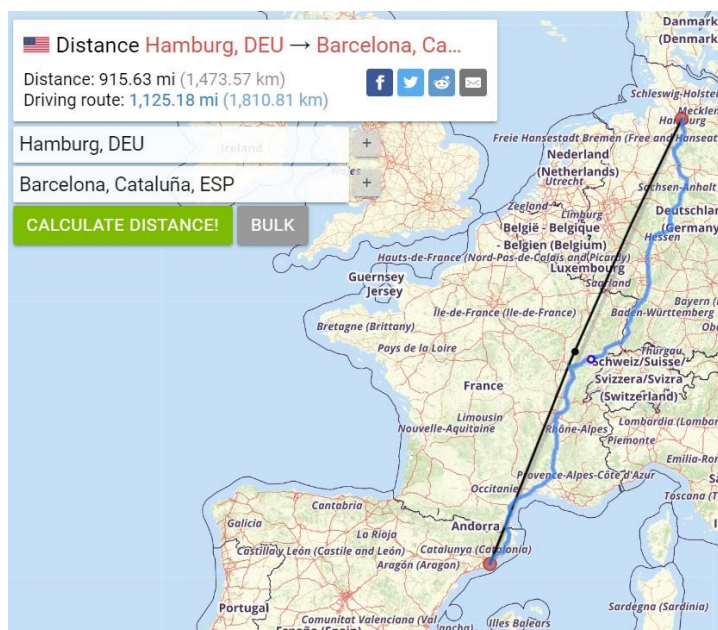 Distance Hamburg, DEU → Barcelona, Ca...
Distance: 915.63 mi (1,473.57 km)
Driving route: 1,125.18 mi (1,810.81 km)
f
Hamburg, DEU
+
Barcelona, Cataluña, ESP
+
CALCULATE DISTANCE!
BULK
Danmark
(Denmark
Schleswig-Holstei
Mecklen
Hamburg
Freie Hansestadt Bremen (Free and Hanseat
Ireland
Wales
Nederland
(Netherlands)
Utrecht
Sachsen-Anhalt
Zeeland
Limburg
Deutschlan
(Germany
België - Belgique
- Belgien (Belgium)
Hessen
Hauts-de-France (Nord-Pas-de-Calais and Picardy)
Luxembourg
Saarland
Guernsey
Jersey
Bayern (
Île-de-France (Ile-de-France)
Baden-Württemberg
Bretagne (Brittany)
Pays de la Loire
Thurgau
Schweiz/Suisse/
Svizzera/Svizra
(Switzerland)
France
Limousin
Nouvelle-Aquitaine
Rhône-Alpes
Lombardia (Lombar
Piemonte
Emilia-Ro
Provence-Alpes-Côte d'Azur
Occitanie
Toscana (T
Cantabria
Andorra
Galicia
La Rioja
Castilla y León (Castile and León)
Catalunya (Catalonia)
Aragón (Aragon)
Portugal
Comunitat Valenciana (Val
ancha)
Illes Balears
Sardegna (Sardinia)
España (Spain)